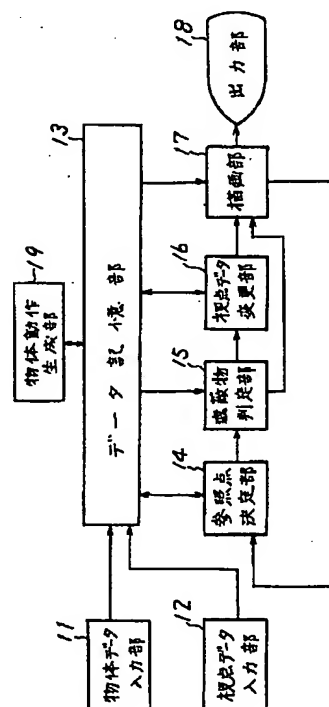 11
物体データ
入力部
12
視点データ
入力部
19
物体動作
生成部
13
データ記憶部
14
参照点
決定部
15
遮蔽物
判定部
16
視点データ
変更部
17
描画部
18
出力部